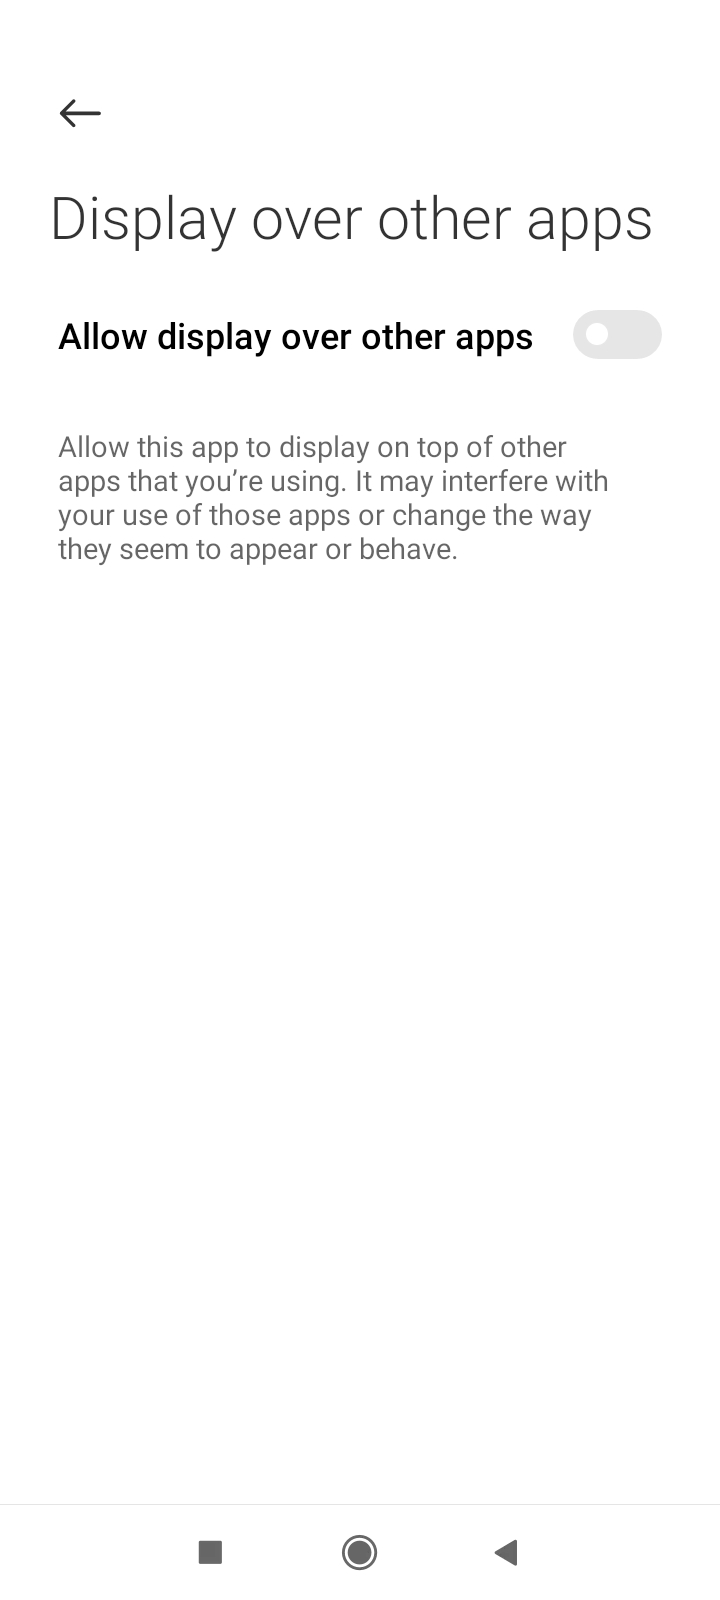 Display over other apps
Allow display over other apps
Allow this app to display on top of other
apps that you’re using. It may interfere with
your use of those apps or change the way
they seem to appear or behave.